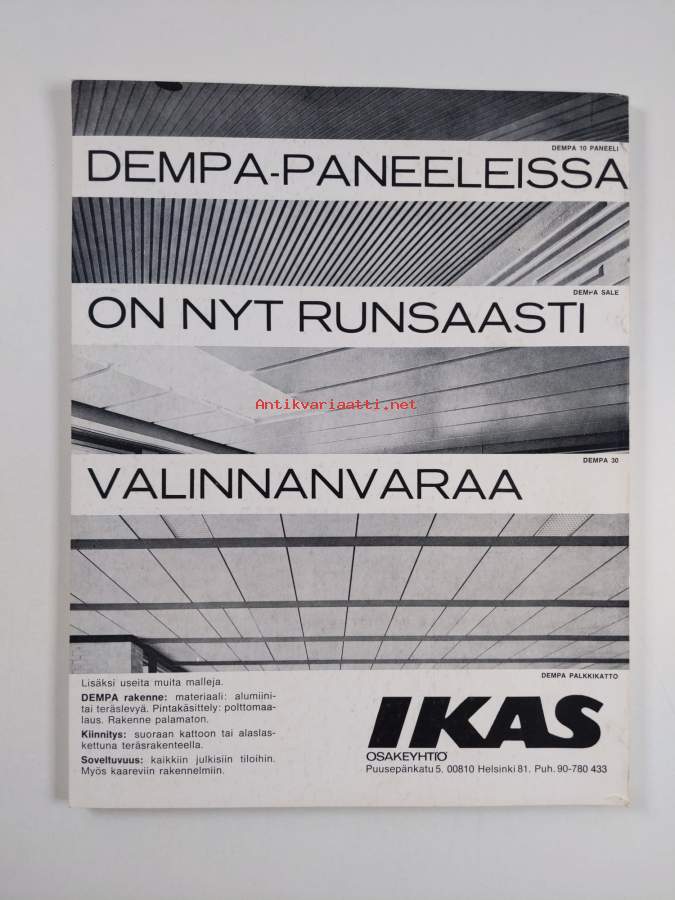 DEMPA 10 PANEELI
DEMPA-PANEELEISSA
DEMPA SALE
ON NYT RUNSAASTI
Antikvariaatti.net
DEMPA 30
VALINNANVARAA
DEMPA PALKKIKATTO
Lisäksi useita muita malleja.
DEMPA rakenne: materiaali: alumiini-
tai teräslevyä. Pintakäsittely: polttomaa-
laus. Rakenne palamaton.
Kiinnitys: suoraan kattoon tai alaslas-
kettuna teräsrakenteella.
Soveltuvuus: kaikkiin julkisiin tiloihin.
Myös kaareviin rakennelmiin.
IKAS
OSAKEYHTIÖ
Puusepänkatu 5. 00810 Helsinki 81. Puh. 90-780 433